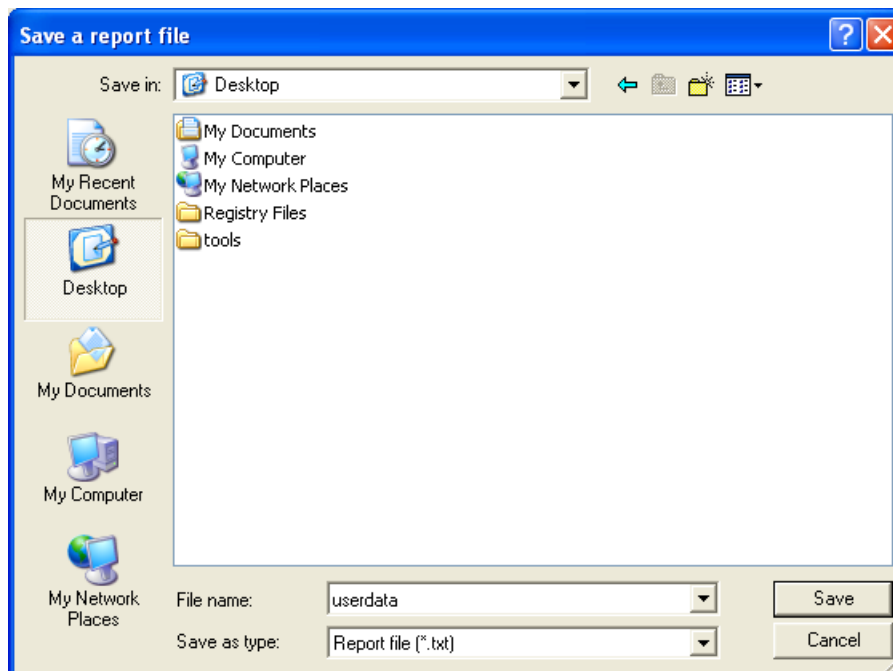 Save a report file
Save in: Desktop
My Recent
Documents
Desktop
My Documents
My Computer
My Network
Places
My Documents
My Computer
My Network Places
Registry Files
tools
File name: userdata Save
Save as type: Report file (*.txt) Cancel